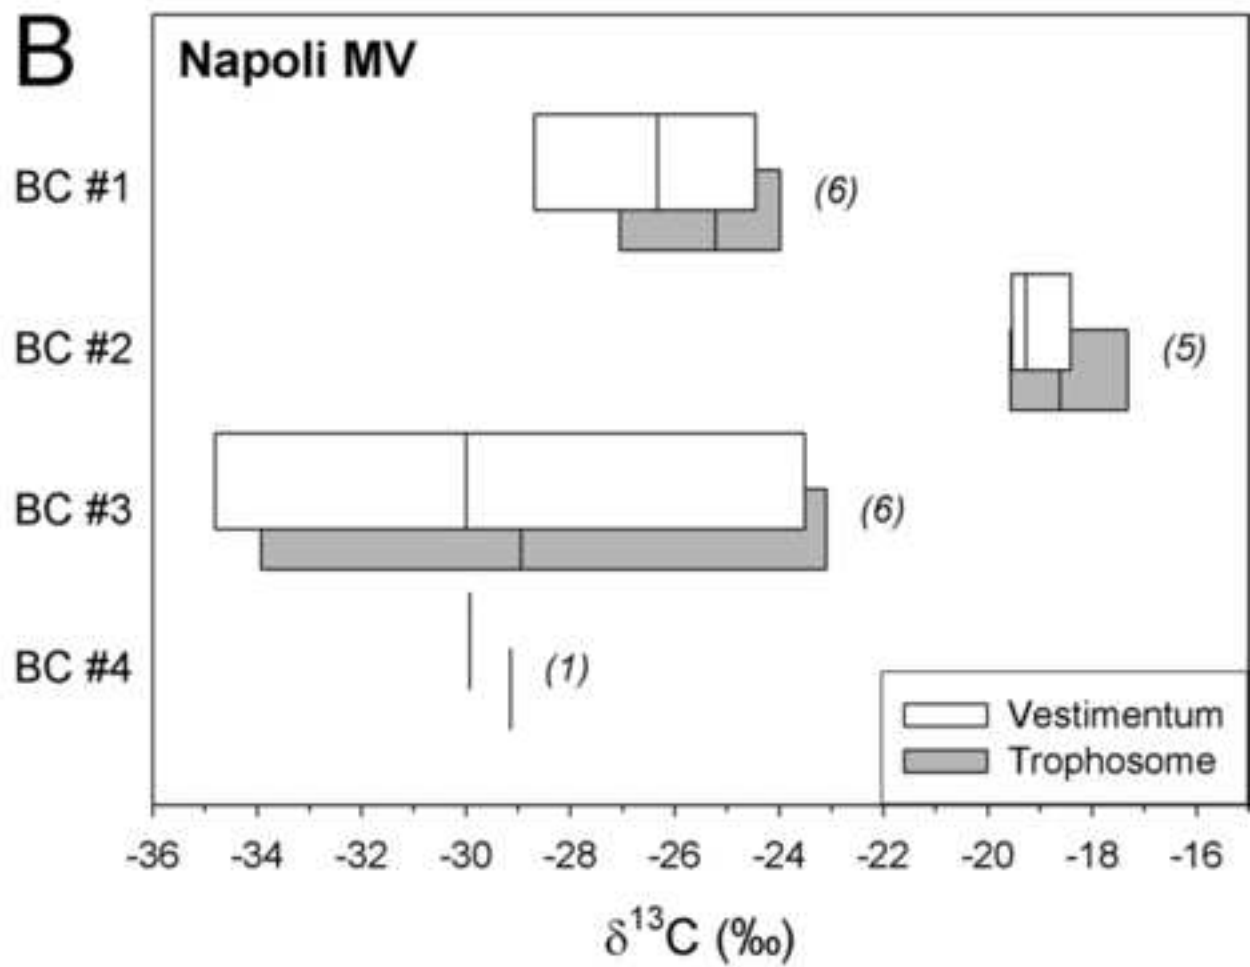 B
Napoli MV
BC #1
(6)
BC #2
(5)
BC #3
(6)
BC #4
(1)
Vestimentum
Trophosome
-36 -34 -32 -30 -28 -26 -24 -22 -20 -18 -16
δ¹³C (‰)